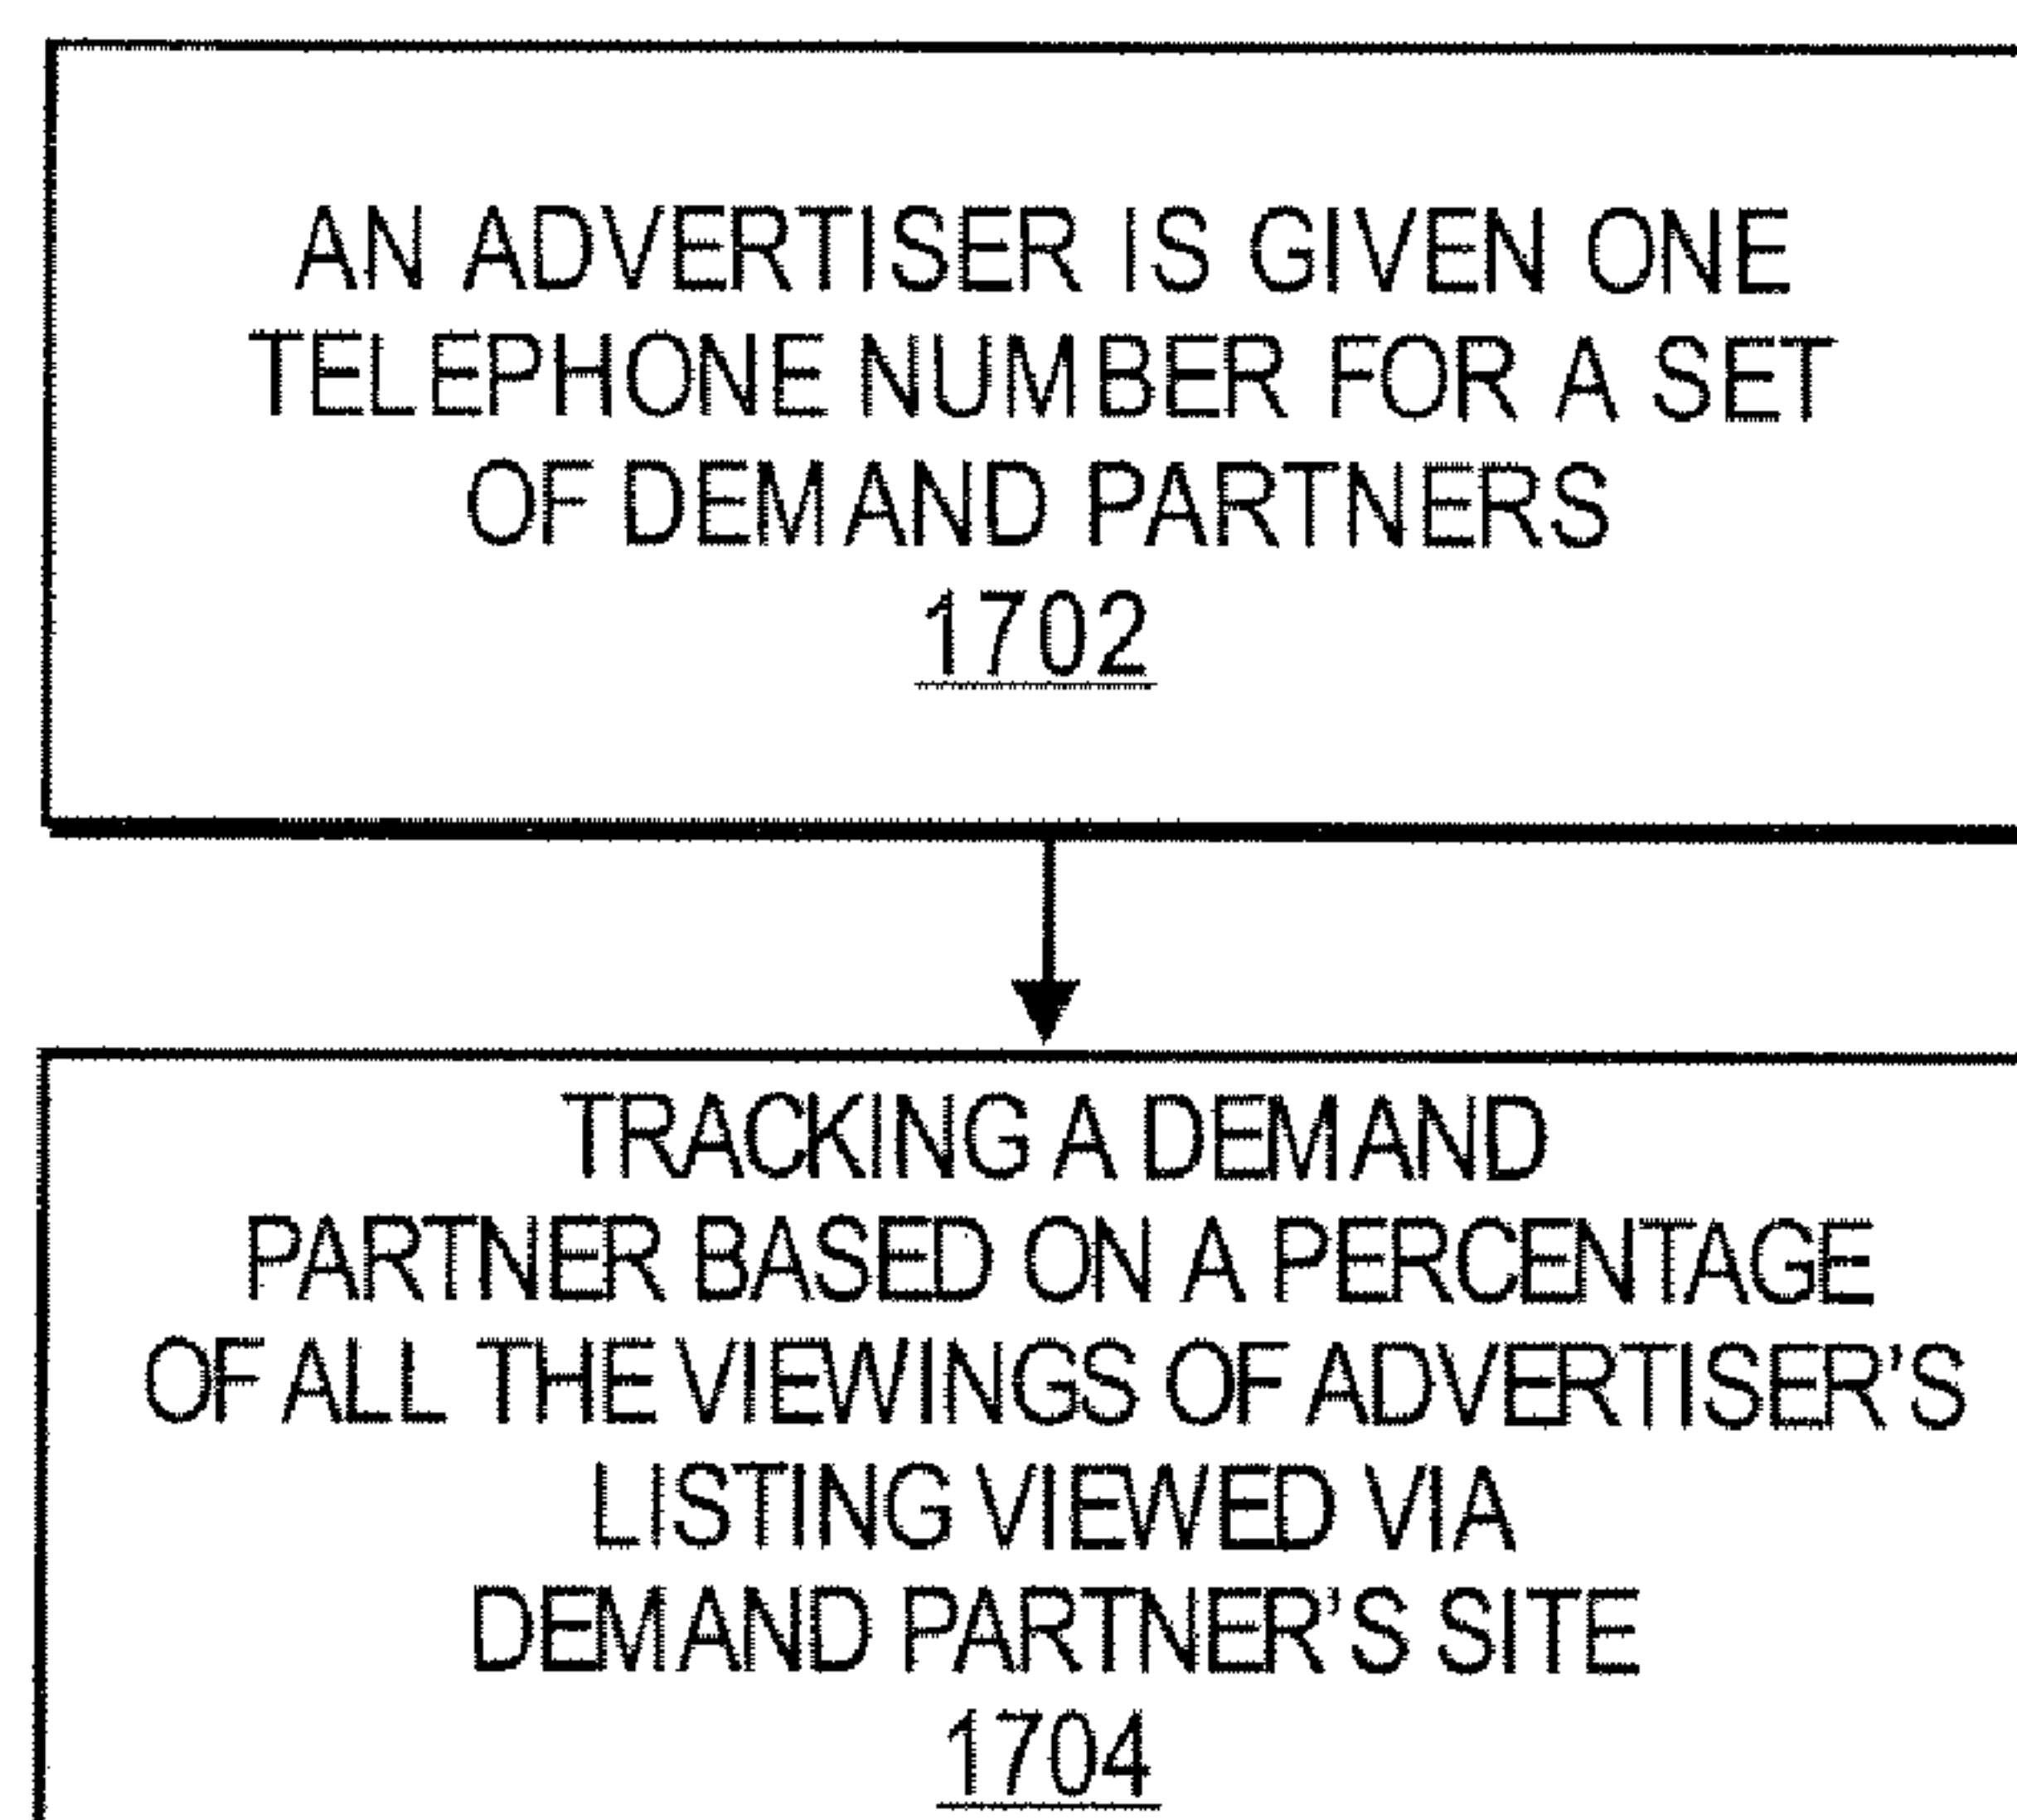 AN ADVERTISER IS GIVEN ONE
TELEPHONE NUMBER FOR A SET
OF DEMAND PARTNERS
1702
TRACKING A DEMAND
PARTNER BASED ON A PERCENTAGE
OF ALL THE VIEWINGS OF ADVERTISER'S
LISTING VIEWED VIA
DEMAND PARTNER'S SITE
1704